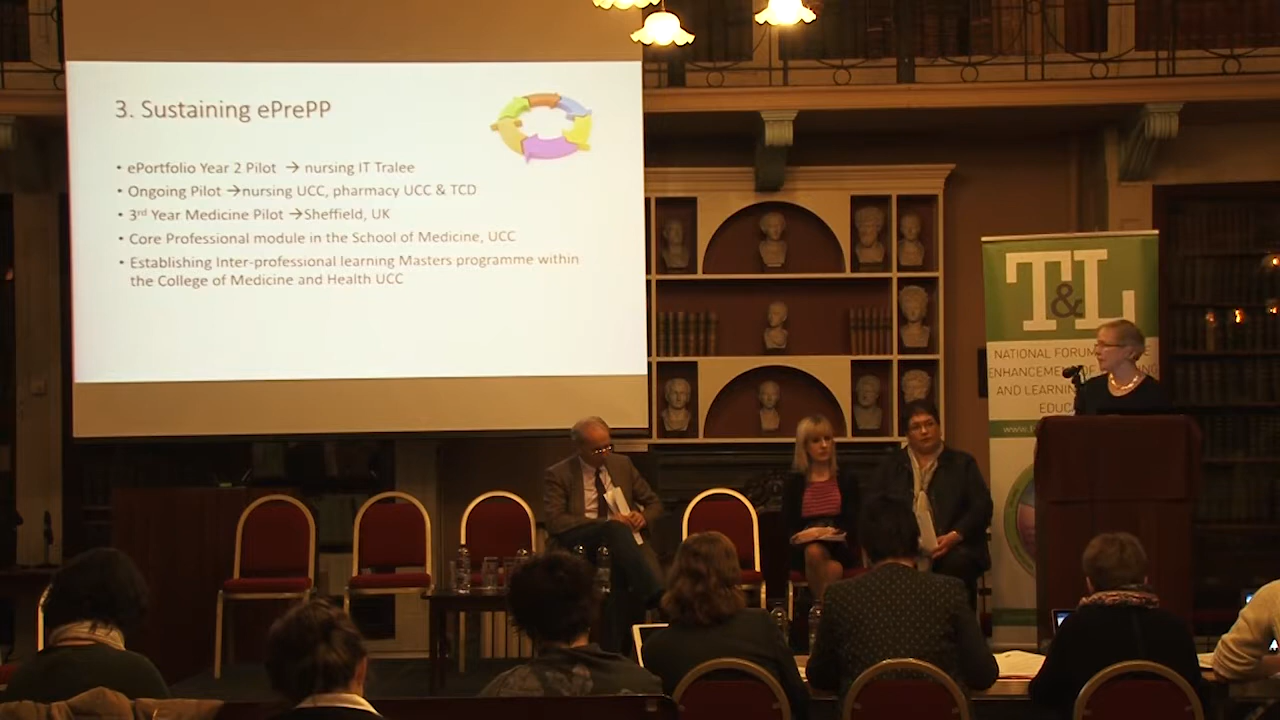 3. Sustaining ePrePP
• ePortfolio Year 2 Pilot → nursing IT Tralee
• Ongoing Pilot →nursing UCC, pharmacy UCC & TCD
• 3rd Year Medicine Pilot →Sheffield, UK
• Core Professional module in the School of Medicine, UCC
• Establishing Inter-professional learning Masters programme within
the College of Medicine and Health UCC
T&L
NATIONAL FORUM
ENHANCEMENT OF
AND LEARNING
www.